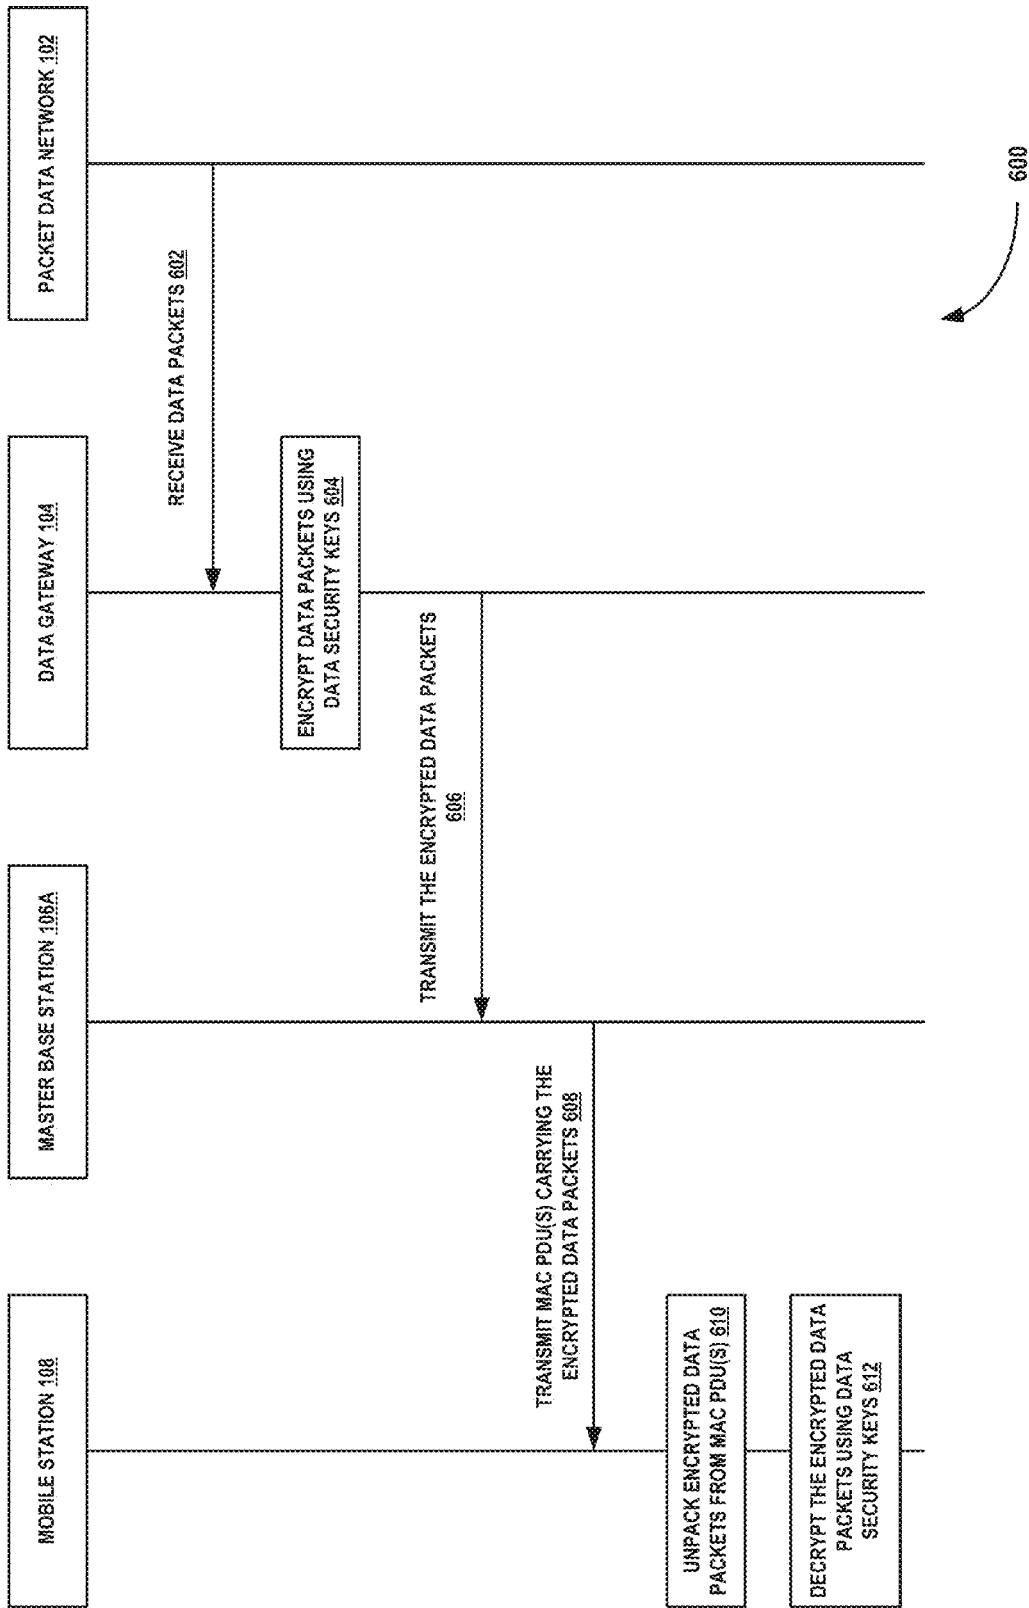 MOBILE STATION 108
MASTER BASE STATION 106A
DATA GATEWAY 104
PACKET DATA NETWORK 102
RECEIVE DATA PACKETS 602
ENCRYPT DATA PACKETS USING
DATA SECURITY KEYS 604
TRANSMIT THE ENCRYPTED DATA PACKETS
606
TRANSMIT MAC PDU(S) CARRYING THE
ENCRYPTED DATA PACKETS 608
UNPACK ENCRYPTED DATA
PACKETS FROM MAC PDU(S) 610
DECRYPT THE ENCRYPTED DATA
PACKETS USING DATA
SECURITY KEYS 612
600